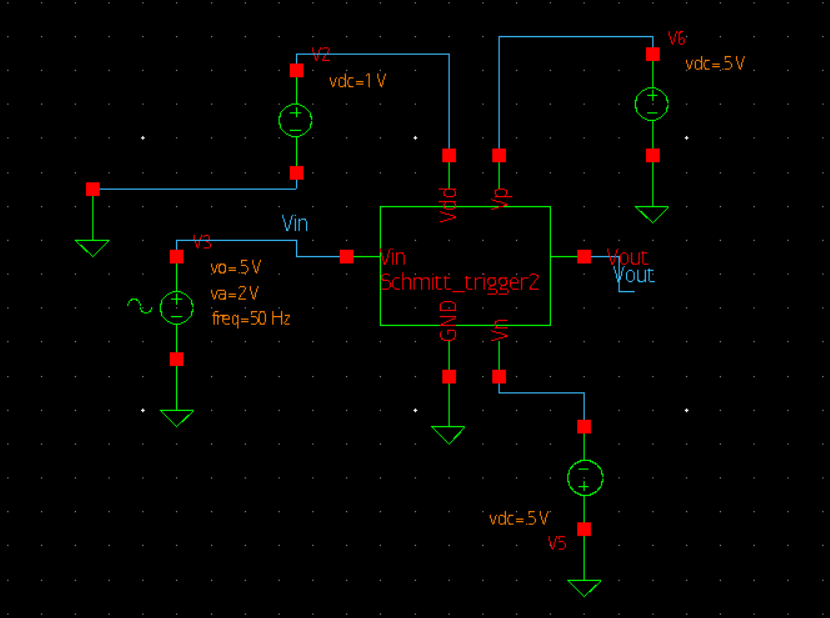 V2
vdc=1 V
V6
vdc=.5 V
Vdd
Vp
Vin
V3
vo=.5 V
va=2 V
freq=50 Hz
Vin
Schmitt_trigger2
Vout
Vout
GND
Vn
vdc=.5 V
V5